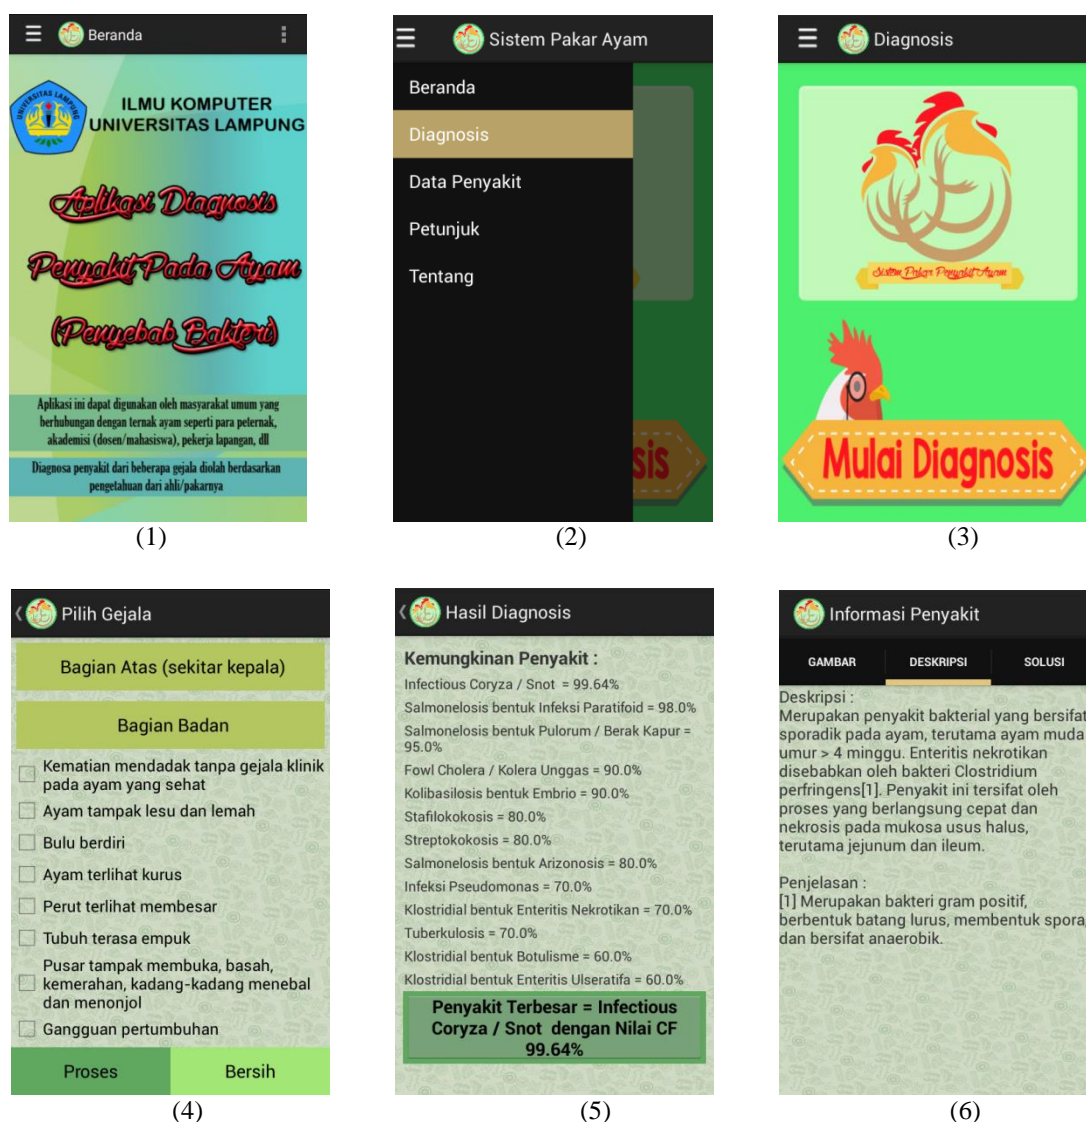 Beranda
UNIVERSITAS LAMPUNG
ILMU KOMPUTER
UNIVERSITAS LAMPUNG
Aplikasi Diagnosis
Penyakit Pada Ayam
(Penyebab Bakteri)
Aplikasi ini dapat digunakan oleh masyarakat umum yang
berhubungan dengan ternak ayam seperti para peternak,
akademisi (dosen/mahasiswa), pekerja lapangan, dll
Diagnosa penyakit dari beberapa gejala diolah berdasarkan
pengetahuan dari ahli/pakarnya
(1)
Sistem Pakar Ayam
Beranda
Diagnosis
Data Penyakit
Petunjuk
Tentang
sis
(2)
Diagnosis
Sistem Pakar Penyakit Ayam
Mulai Diagnosis
(3)
Pilih Gejala
Bagian Atas (sekitar kepala)
Bagian Badan
Kematian mendadak tanpa gejala klinik
pada ayam yang sehat
Ayam tampak lesu dan lemah
Bulu berdiri
Ayam terlihat kurus
Perut terlihat membesar
Tubuh terasa empuk
Pusar tampak membuka, basah,
kemerahan, kadang-kadang menebal
dan menonjol
Gangguan pertumbuhan
Proses
Bersih
(4)
Hasil Diagnosis
Kemungkinan Penyakit :
Infectious Coryza / Snot = 99.64%
Salmonelosis bentuk Infeksi Paratifoid = 98.0%
Salmonelosis bentuk Pulorum / Berak Kapur =
95.0%
Fowl Cholera / Kolera Unggas = 90.0%
Kolibasilosis bentuk Embrio = 90.0%
Stafilokokosis = 80.0%
Streptokokosis = 80.0%
Salmonelosis bentuk Arizonosis = 80.0%
Infeksi Pseudomonas = 70.0%
Klostridial bentuk Enteritis Nekrotikan = 70.0%
Tuberkulosis = 70.0%
Klostridial bentuk Botulisme = 60.0%
Klostridial bentuk Enteritis Ulseratifa = 60.0%
Penyakit Terbesar = Infectious
Coryza / Snot dengan Nilai CF
99.64%
(5)
Informasi Penyakit
GAMBAR
DESKRIPSI
SOLUSI
Deskripsi :
Merupakan penyakit bakterial yang bersifat
sporadik pada ayam, terutama ayam muda
umur > 4 minggu. Enteritis nekrotikan
disebabkan oleh bakteri Clostridium
perfringens[1]. Penyakit ini tersifat oleh
proses yang berlangsung cepat dan
nekrosis pada mukosa usus halus,
terutama jejunum dan ileum.
Penjelasan :
[1] Merupakan bakteri gram positif,
berbentuk batang lurus, membentuk spora,
dan bersifat anaerobik.
(6)